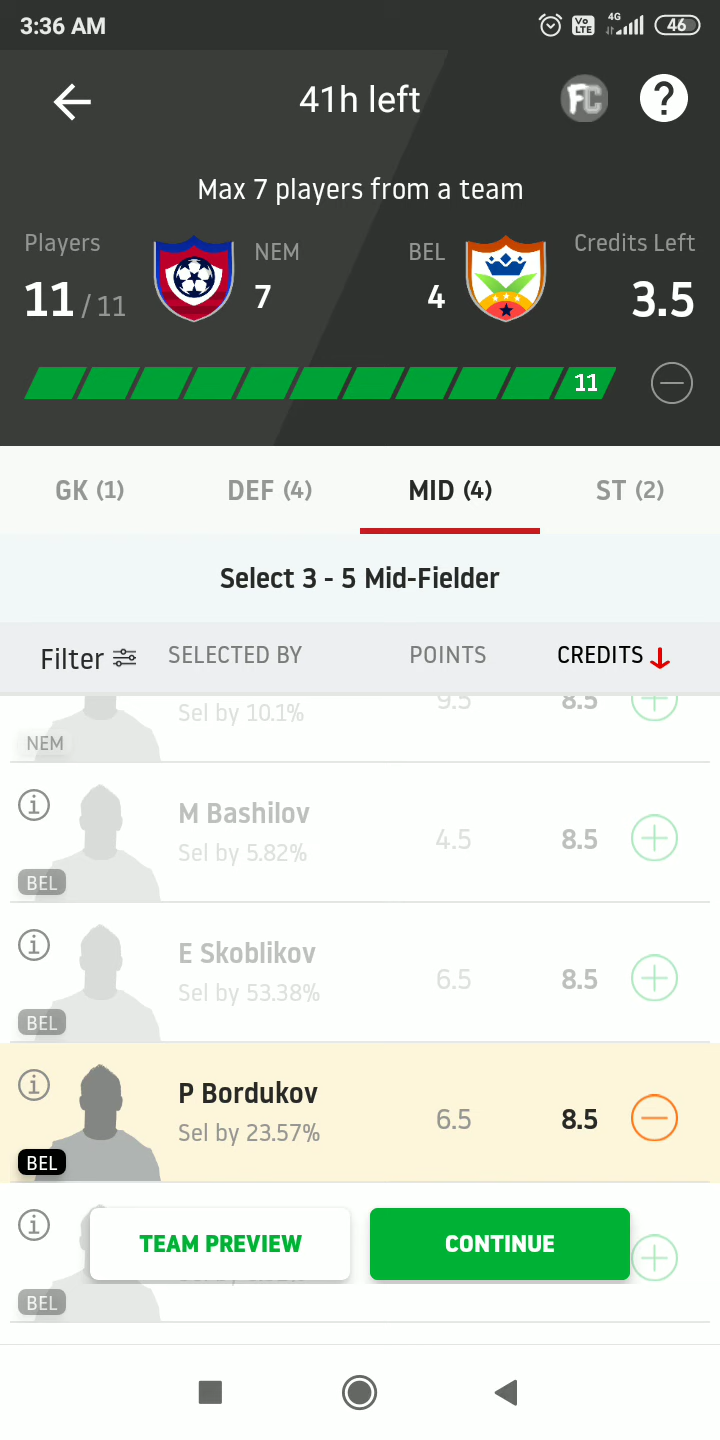 3:36 AM
Vo LTE
4G
46
41h left
FC
?
Max 7 players from a team
Players
NEM
BEL
Credits Left
11 / 11
7
4
3.5
11
GK (1)
DEF (4)
MID (4)
ST (2)
Select 3 - 5 Mid-Fielder
Filter
SELECTED BY
POINTS
CREDITS
Sel by 10.1%
9.5
8.5
NEM
M Bashilov
Sel by 5.82%
4.5
8.5
BEL
E Skoblikov
Sel by 53.38%
6.5
8.5
BEL
P Bordukov
Sel by 23.57%
6.5
8.5
BEL
TEAM PREVIEW
CONTINUE
BEL